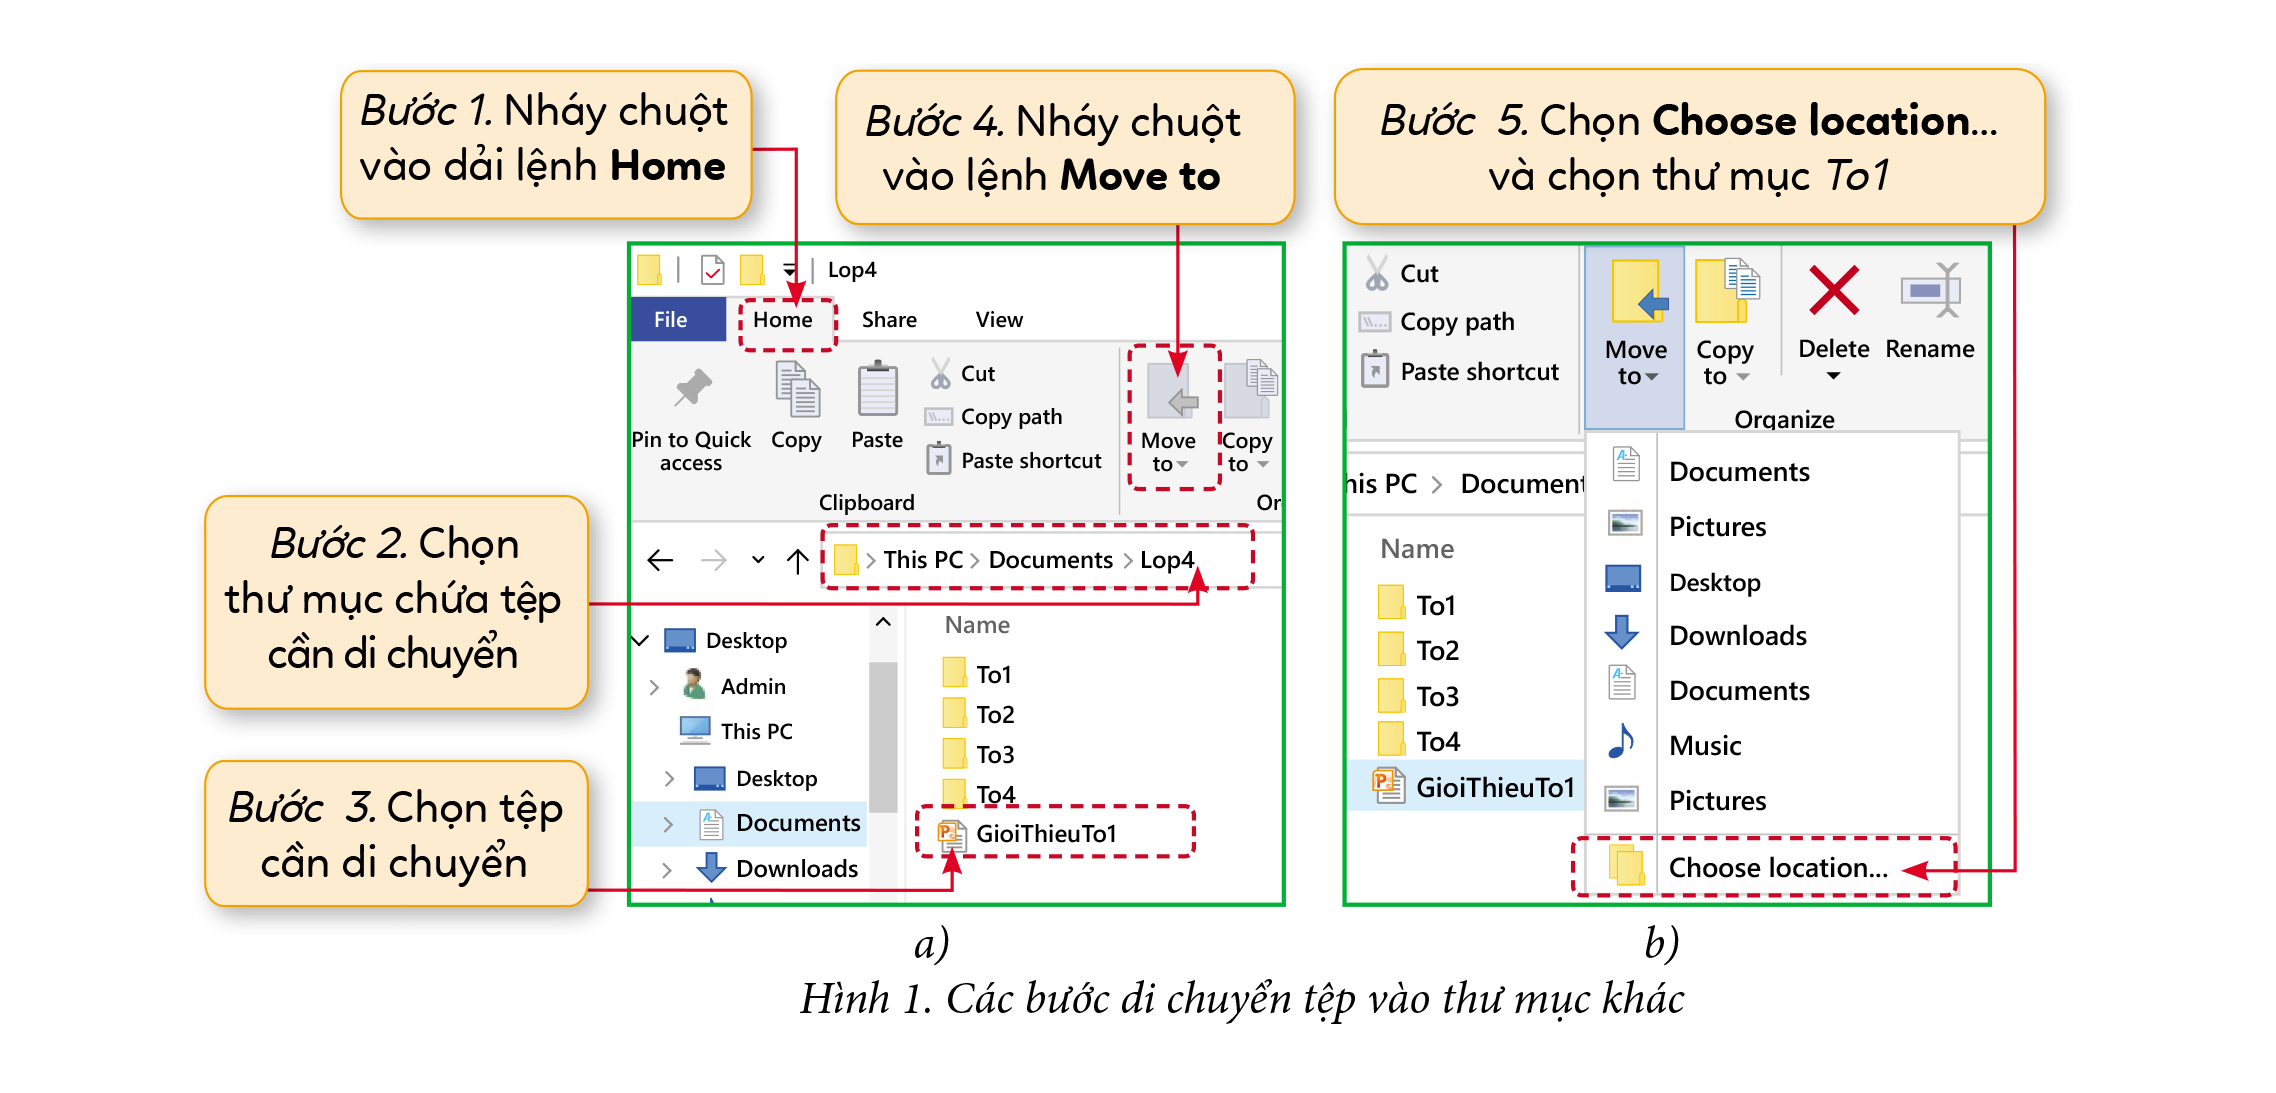 Bước 1. Nháy chuột
vào dải lệnh Home
Bước 4. Nháy chuột
vào lệnh Move to
Bước 5. Chọn Choose location...
và chọn thư mục To1
Bước 2. Chọn
thư mục chứa tệp
cần di chuyển
Bước 3. Chọn tệp
cần di chuyển
Lop4
File Home Share View
Pin to Quick
access
Copy
Paste
Cut
Copy path
Paste shortcut
Move
to
Copy
to
Clipboard
Or
This PC > Documents > Lop4
Desktop
Admin
This PC
Desktop
Documents
Downloads
Name
To1
To2
To3
To4
GioiThieuTo1
a)
Cut
Copy path
Paste shortcut
Move
to
Copy
to
Delete
Rename
Organize
his PC > Document
Name
To1
To2
To3
To4
GioiThieuTo1
Documents
Pictures
Desktop
Downloads
Documents
Music
Pictures
Choose location...
b)
Hình 1. Các bước di chuyển tệp vào thư mục khác